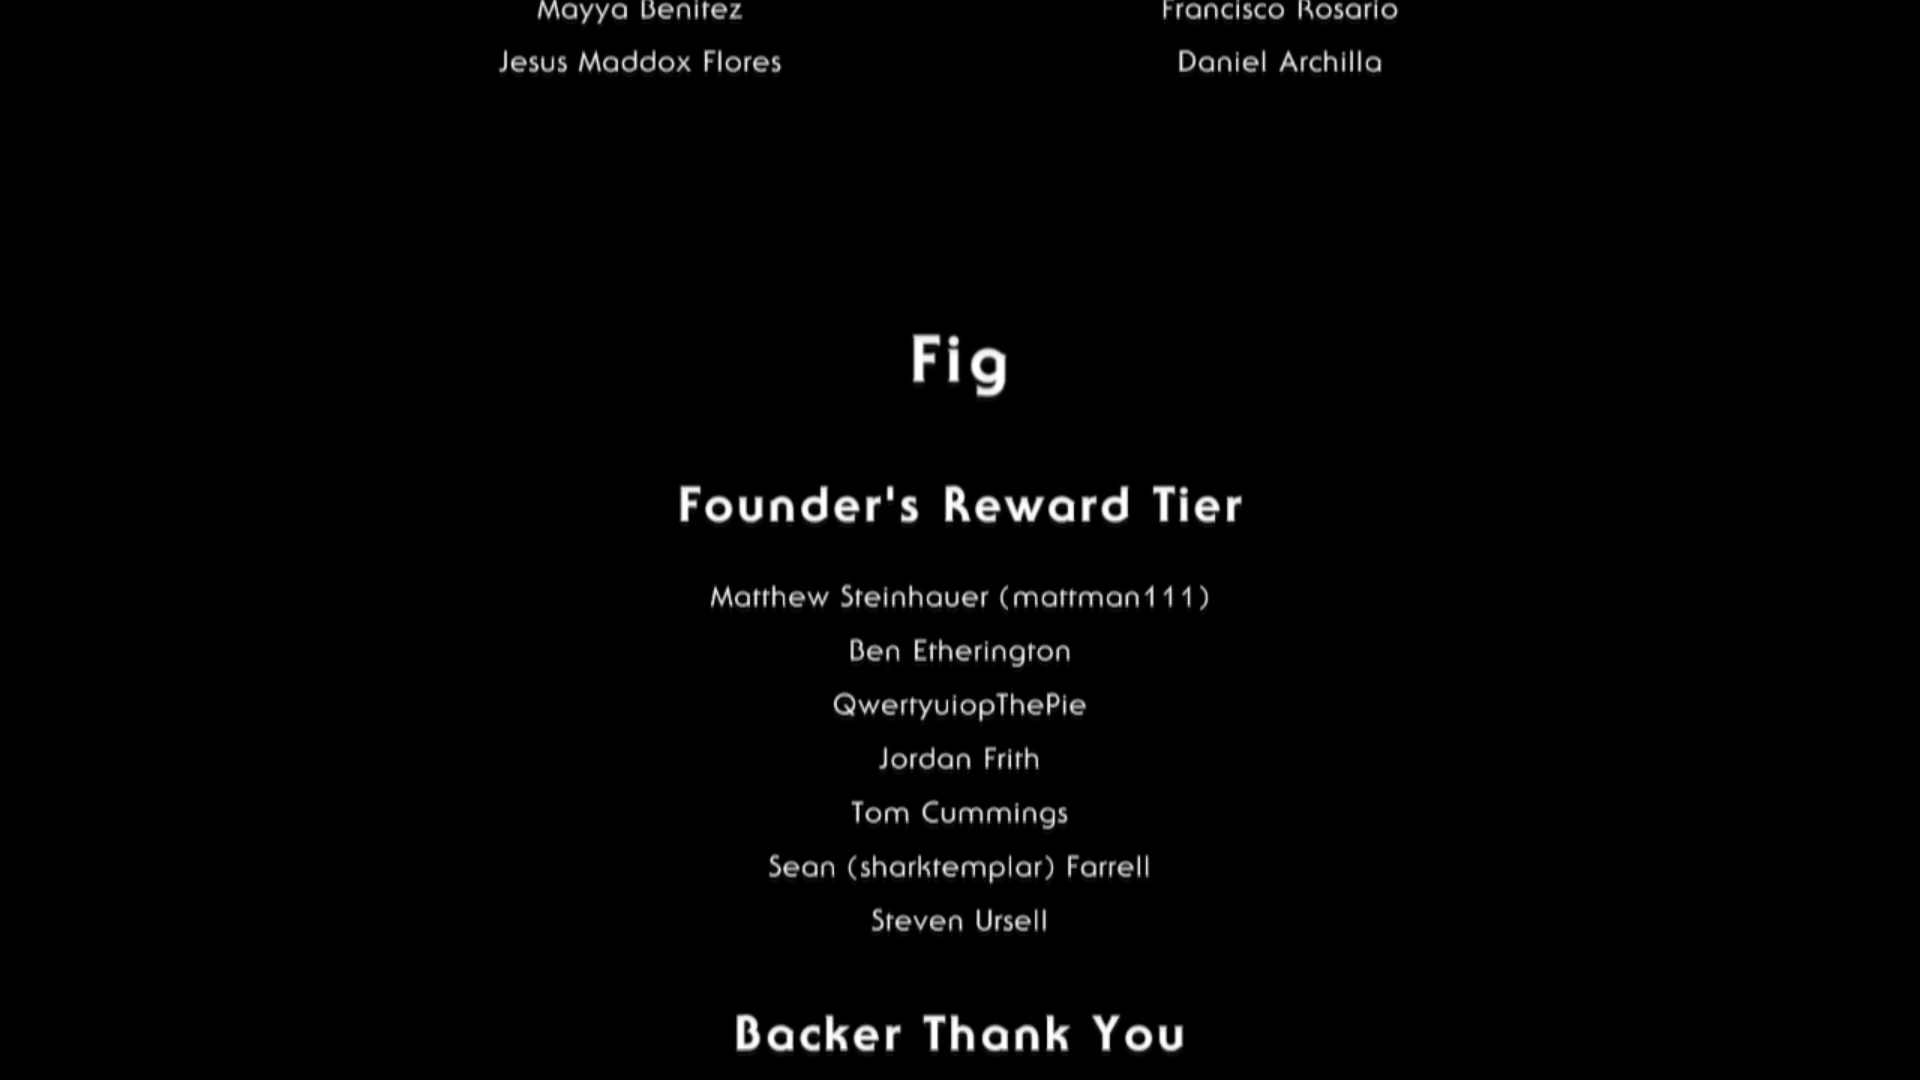 Mayya Benitez Francisco Rosario
Jesus Maddox Flores Daniel Archilla
Fig
Founder's Reward Tier
Matthew Steinhauer (mattman111)
Ben Etherington
QwertyuiopThePie
Jordan Frith
Tom Cummings
Sean (sharktemplar) Farrell
Steven Ursell
Backer Thank You